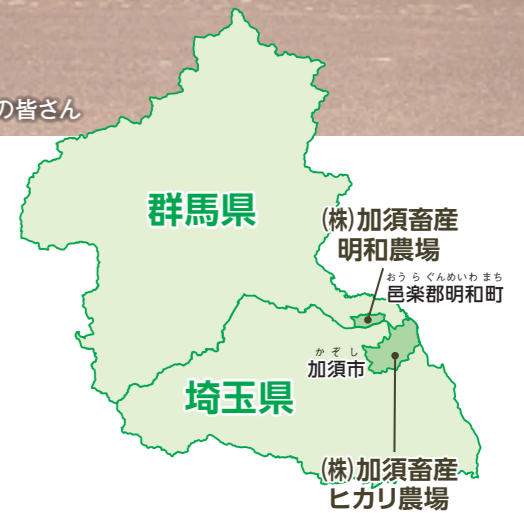 の皆さん
群馬県
(株)加須畜産
明和農場
おうらぐんめいわまち
邑楽郡明和町
かぞし
加須市
埼玉県
(株)加須畜産
ヒカリ農場